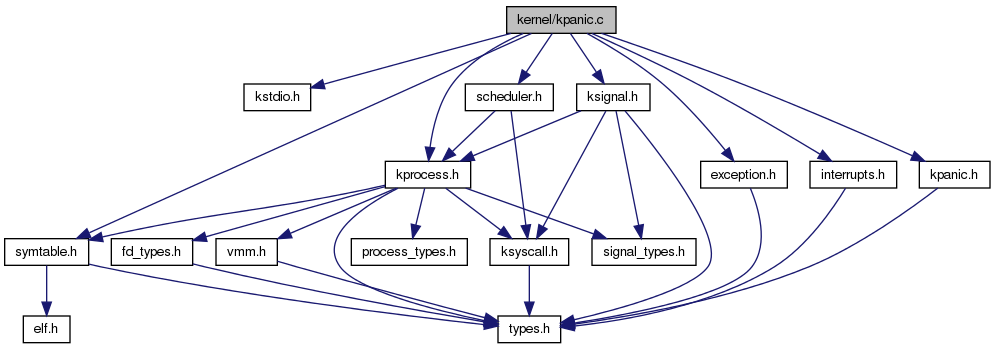 kernel/kpanic.c
kstdio.h
scheduler.h
ksignal.h
kprocess.h
exception.h
interrupts.h
kpanic.h
symtable.h
fd_types.h
vmm.h
process_types.h
ksyscall.h
signal_types.h
elf.h
types.h